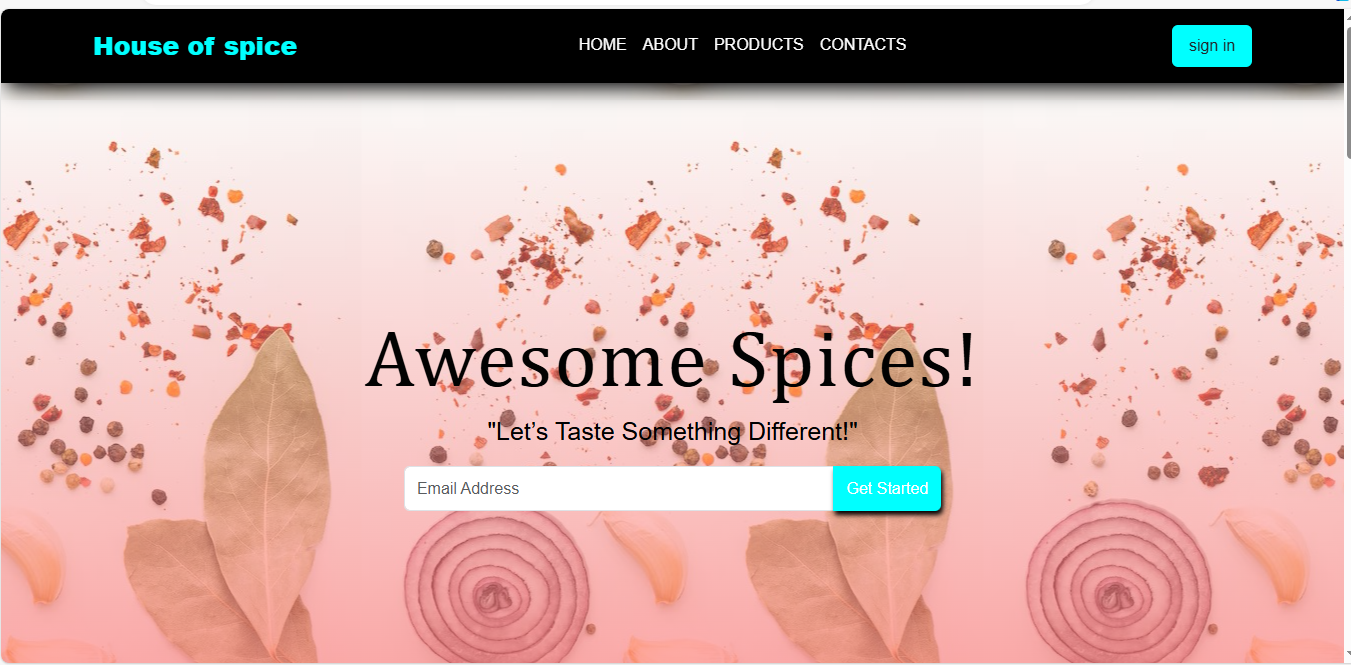 House of spice
HOME ABOUT PRODUCTS CONTACTS
sign in
Awesome Spices!
"Let’s Taste Something Different!"
Email Address
Get Started